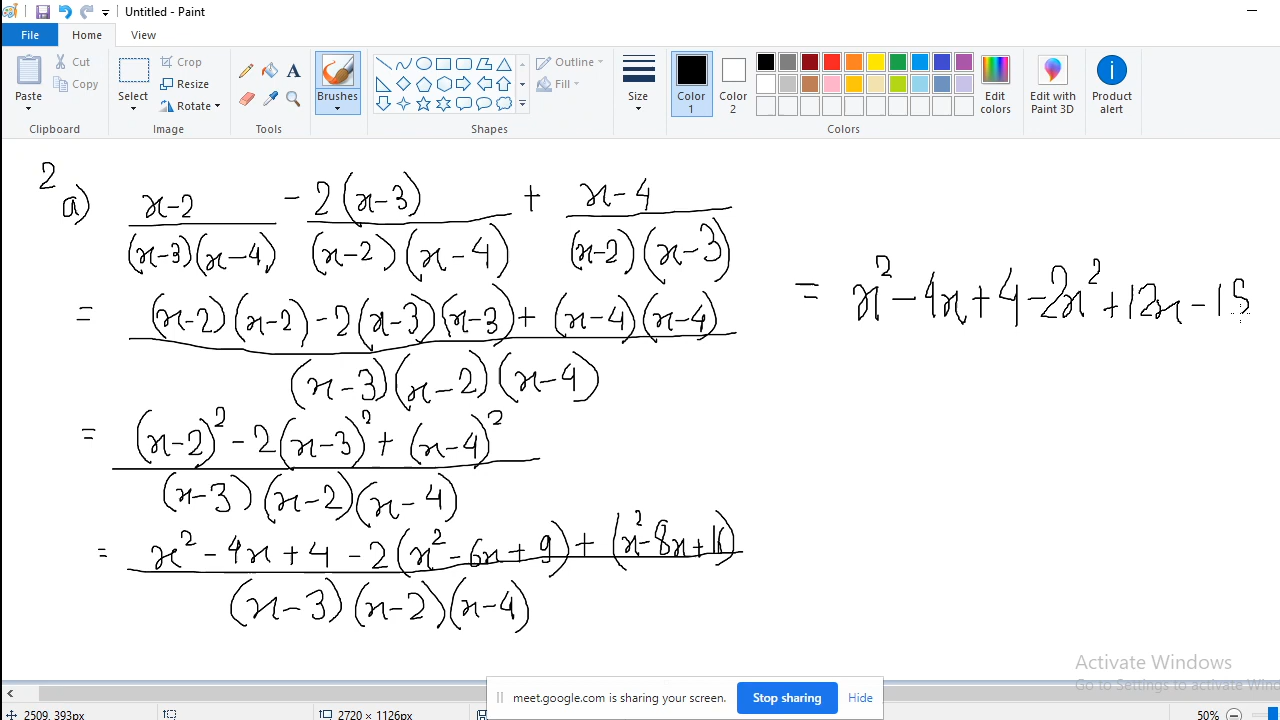 Untitled - Paint
File Home View
Paste Cut Copy Clipboard
Select Crop Resize Rotate Image
A Tools
Brushes
Outline Fill Shapes
Size
Color 1 Color 2 Edit colors Colors
Edit with Paint 3D
Product alert
2 a) x-2/(x-3)(x-4) - 2(x-3)/(x-2)(x-4) + x-4/(x-2)(x-3)
= (x-2)(x-2) - 2(x-3)(x-3) + (x-4)(x-4)
(x-3)(x-2)(x-4)
= (x-2)² - 2(x-3)² + (x-4)²
(x-3)(x-2)(x-4)
= x² - 4x + 4 - 2(x² - 6x + 9) + (x² - 8x + 16)
(x-3)(x-2)(x-4)
= x² - 4x + 4 - 2x² + 12x - 18
Activate Windows
Go to Settings to activate
meet.google.com is sharing your screen. Stop sharing Hide
2509, 393px 2720 × 1126px 50%